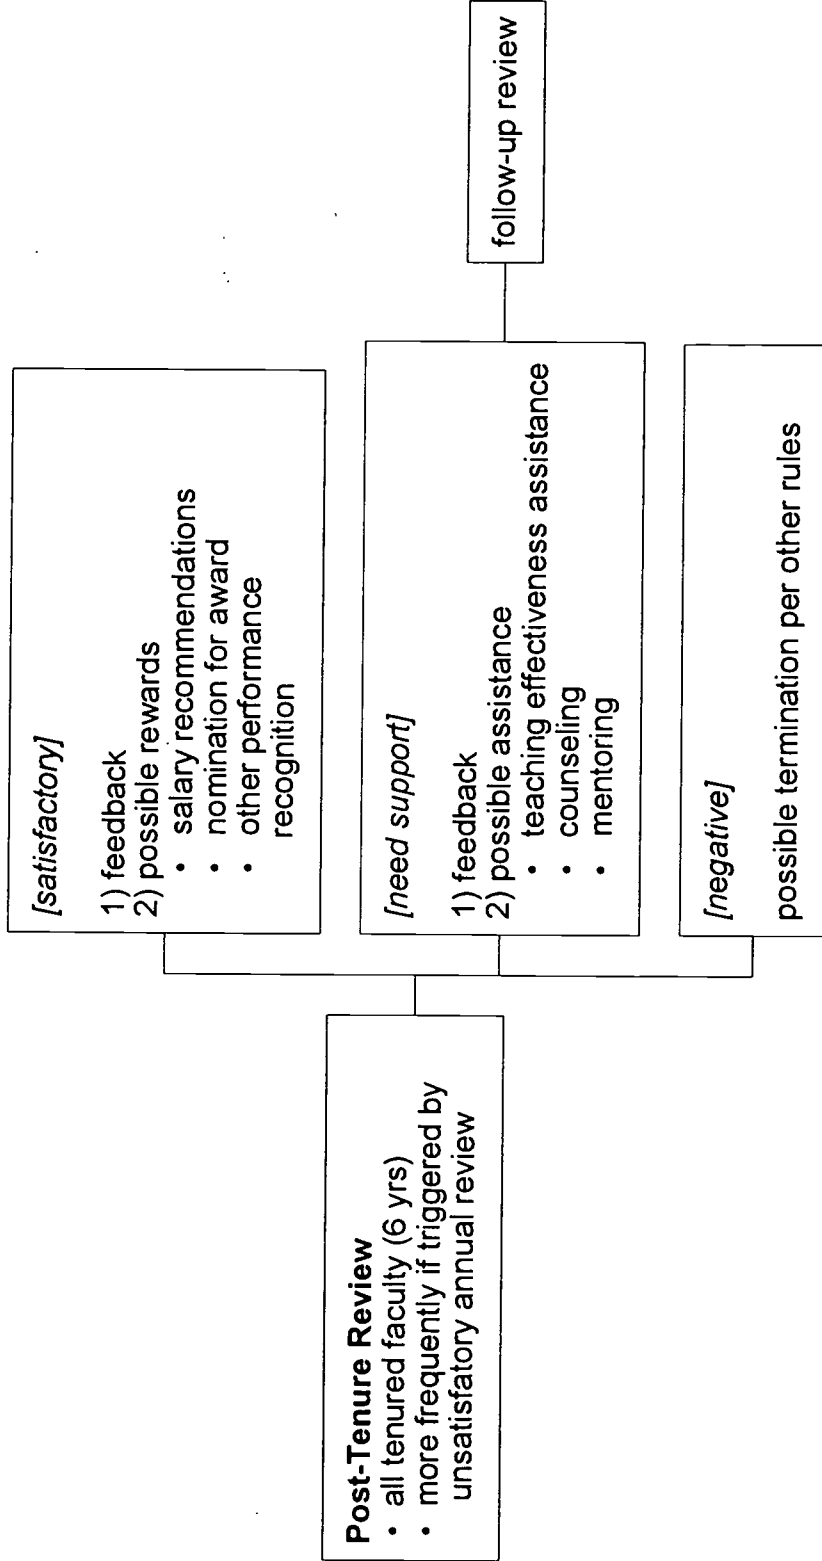 Post-Tenure Review
• all tenured faculty (6 yrs)
• more frequently if triggered by
unsatisfatory annual review
[satisfactory]
1) feedback
2) possible rewards
• salary recommendations
• nomination for award
• other performance
recognition
[need support]
1) feedback
2) possible assistance
• teaching effectiveness assistance
• counseling
• mentoring
[negative]
possible termination per other rules
follow-up review